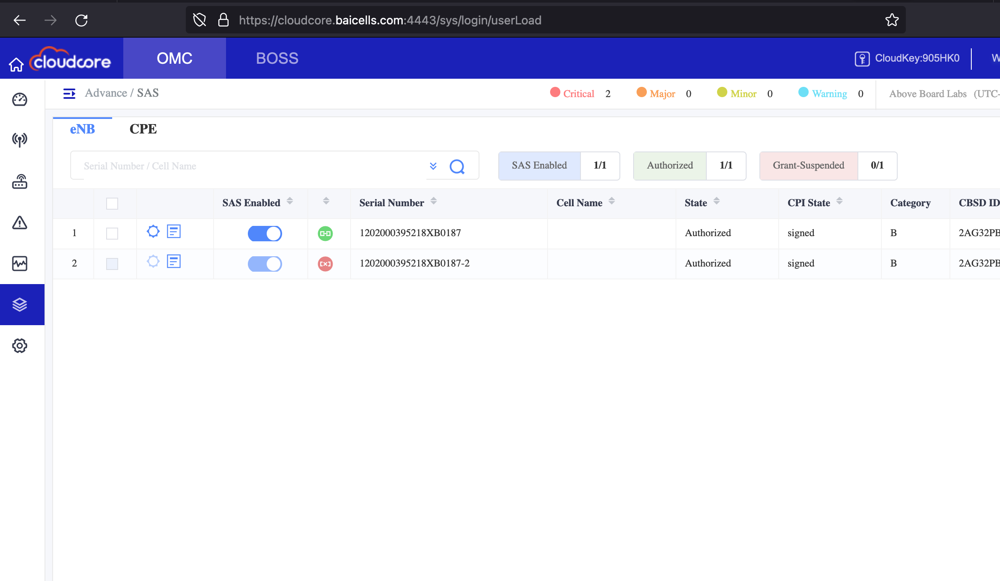 https://cloudcore.baicells.com:4443/sys/login/userLoad
cloudcore OMC BOSS CloudKey:905HK0 W
Advance / SAS Critical 2 Major 0 Minor 0 Warning 0 Above Board Labs (UTC-
eNB CPE
Serial Number / Cell Name SAS Enabled 1/1 Authorized 1/1 Grant-Suspended 0/1
SAS Enabled Serial Number Cell Name State CPI State Category CBSD ID
1 1202000395218XB0187 Authorized signed B 2AG32PB
2 1202000395218XB0187-2 Authorized signed B 2AG32PB